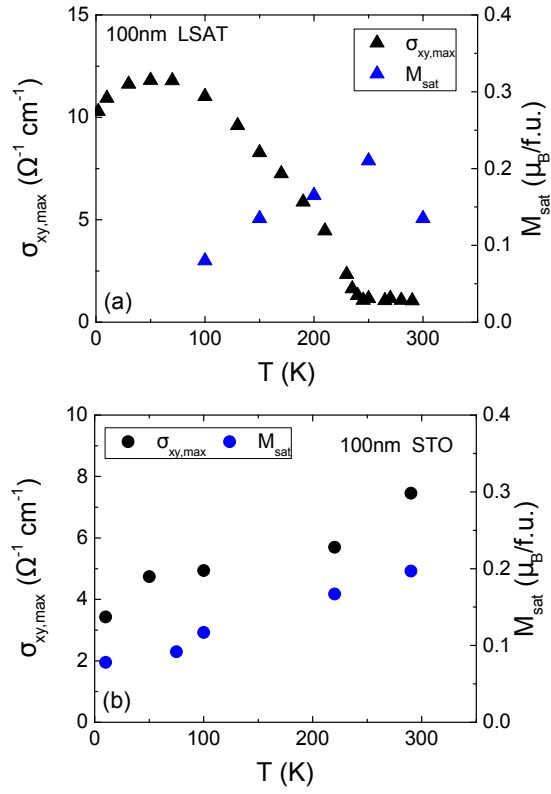 100nm LSAT
σxy,max
Msat
15
10
5
0
0.4
0.3
0.2
0.1
0.0
0 100 200 300
σxy,max (Ω⁻¹ cm⁻¹)
Msat (μB/f.u.)
(a)
T (K)
σxy,max Msat
100nm STO
10
8
6
4
2
0
0.4
0.3
0.2
0.1
0.0
0 100 200 300
σxy,max (Ω⁻¹ cm⁻¹)
Msat (μB/f.u.)
(b)
T (K)